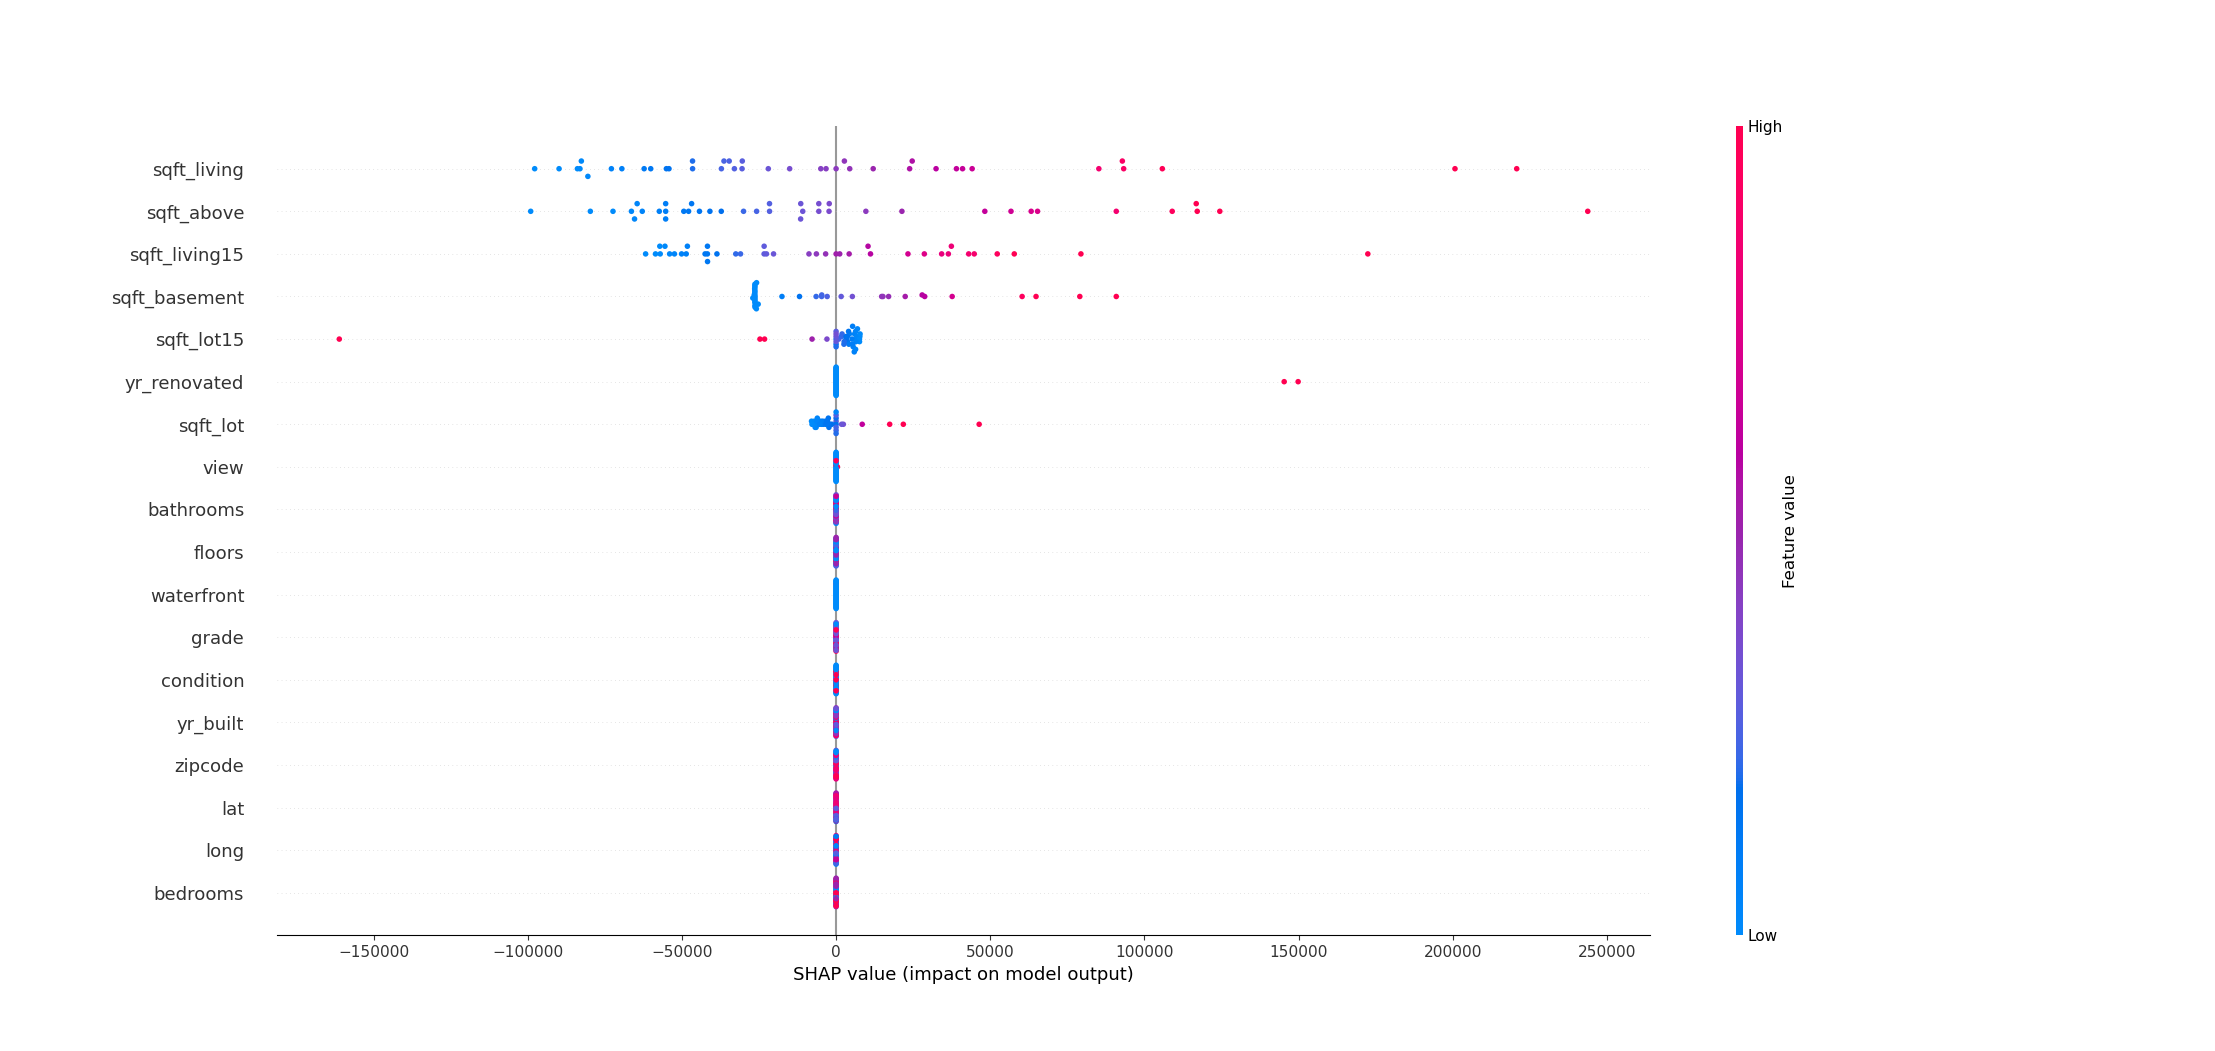 High
sqft_living
sqft_above
sqft_living15
sqft_basement
sqft_lot15
yr_renovated
sqft_lot
view
bathrooms
floors
waterfront
grade
condition
yr_built
zipcode
lat
long
bedrooms
Feature value
Low
−150000 −100000 −50000 0 50000 100000 150000 200000 250000
SHAP value (impact on model output)